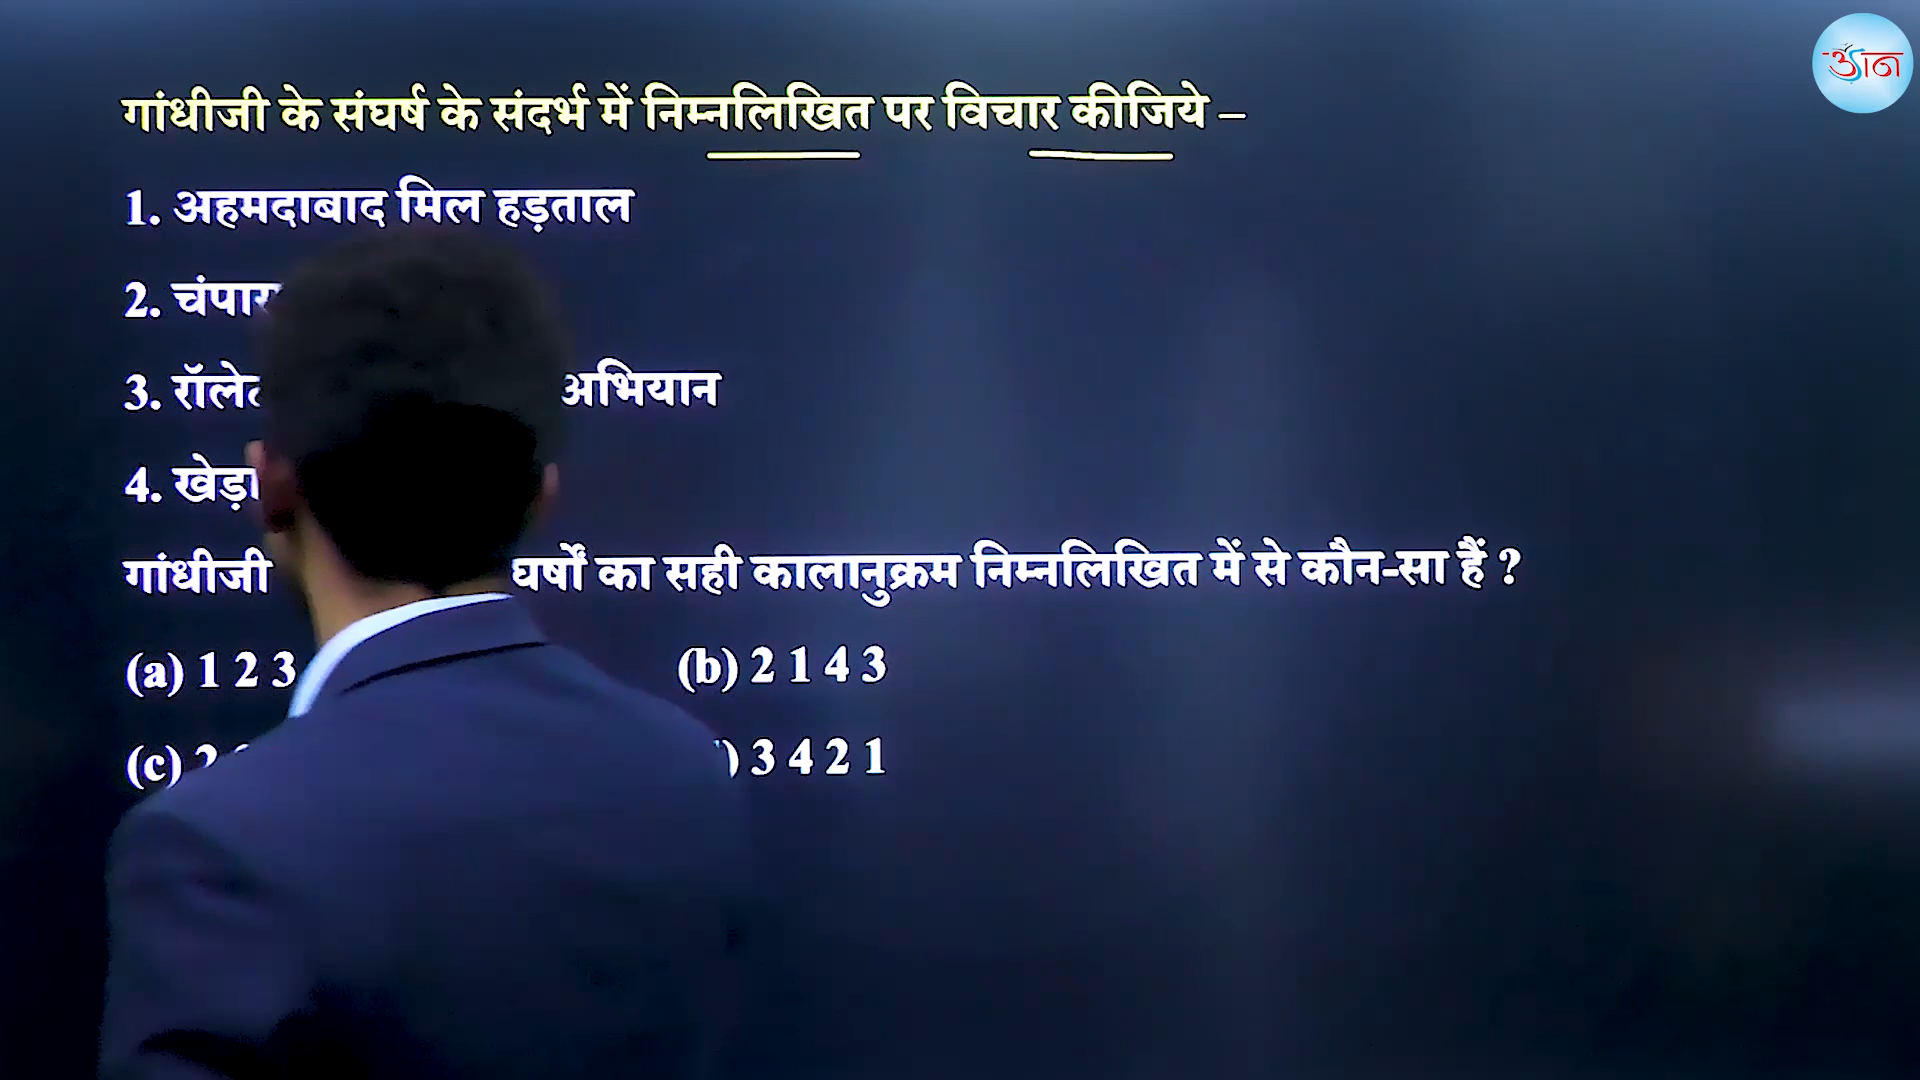 गांधीजी के संघर्ष के संदर्भ में निम्नलिखित पर विचार कीजिये –
1. अहमदाबाद मिल हड़ताल
2.
3. अभियान
4.
गांधीजी का सही कालानुक्रम निम्नलिखित में से कौन-सा हैं ?
(a) 1 2 3
(b) 2 1 4 3
(c) 2
3 4 2 1